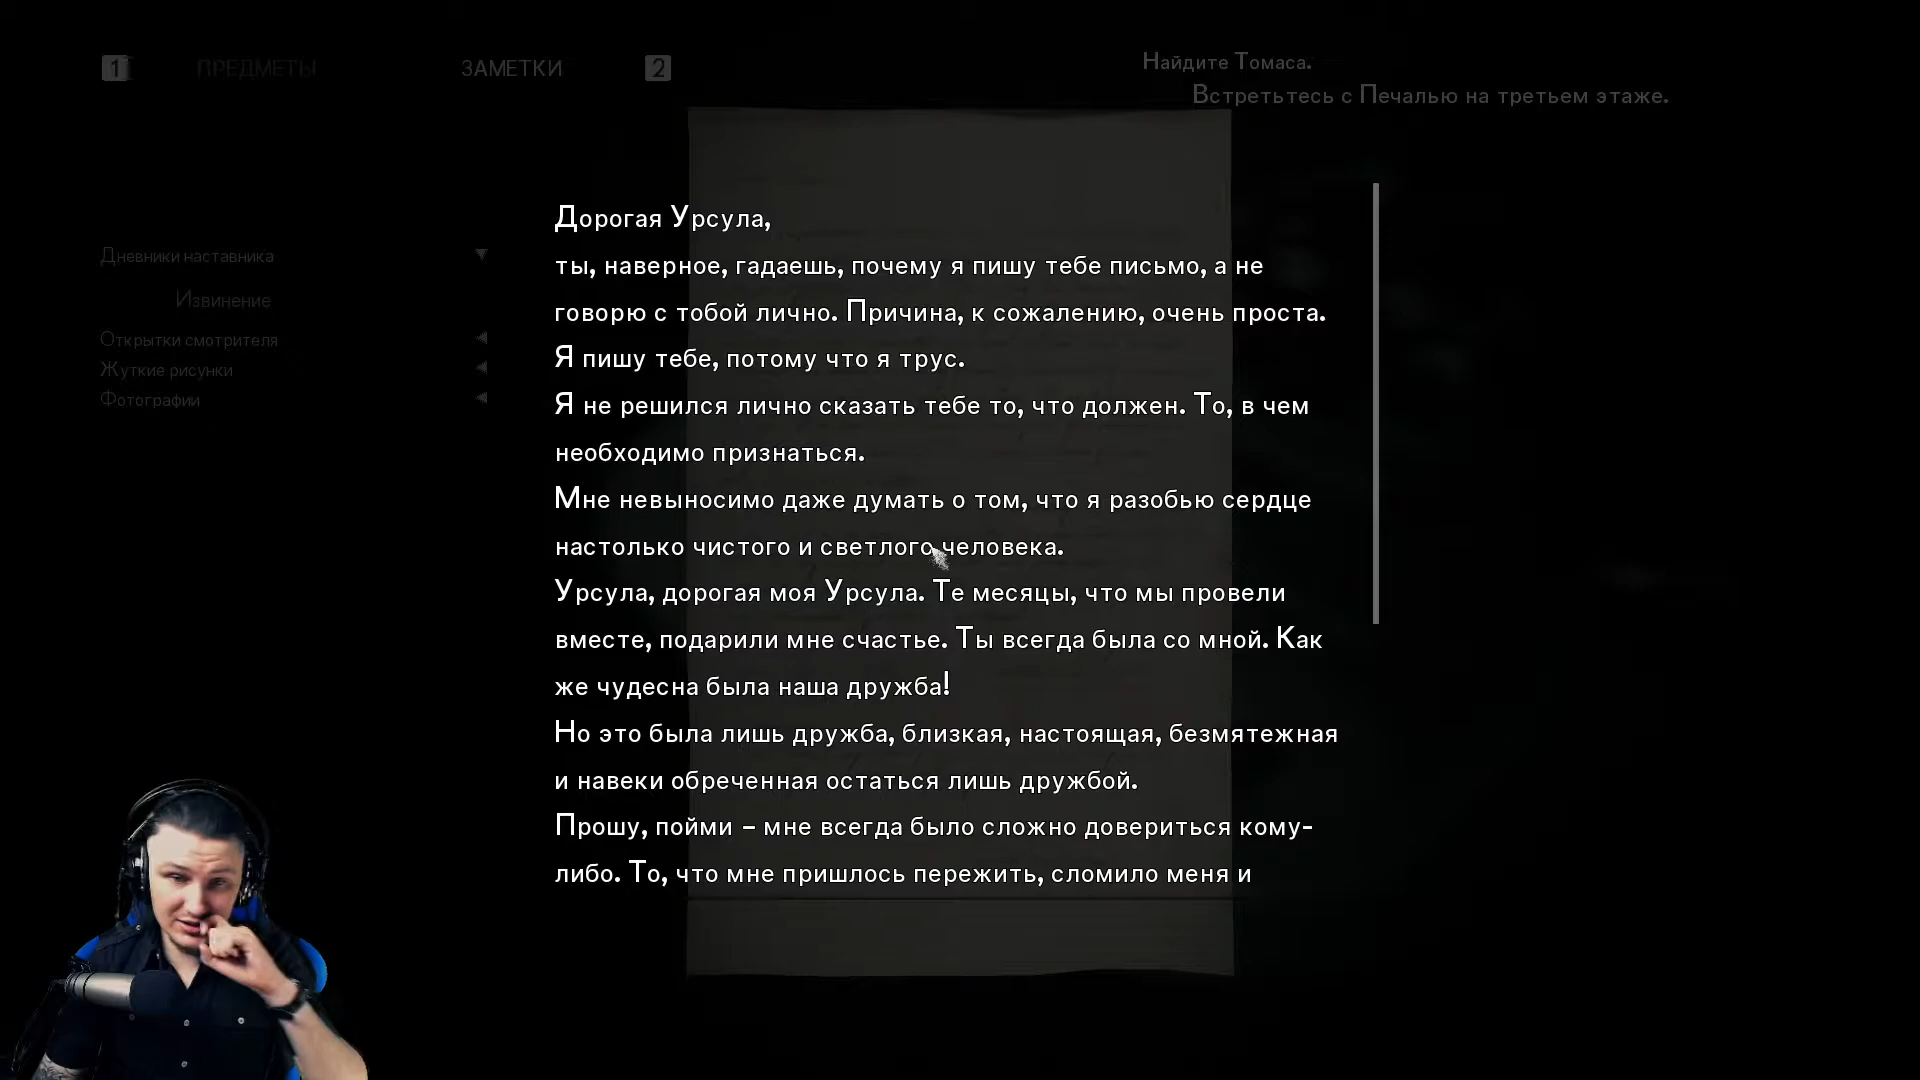 1 ПРЕДМЕТЫ ЗАМЕТКИ 2
Найдите Томаса.
Встретьтесь с Печалью на третьем этаже.
Дневники наставника
Извинение
Открытки смотрителя
Жуткие рисунки
Фотографии
Дорогая Урсула,
ты, наверное, гадаешь, почему я пишу тебе письмо, а не
говорю с тобой лично. Причина, к сожалению, очень проста.
Я пишу тебе, потому что я трус.
Я не решился лично сказать тебе то, что должен. То, в чем
необходимо признаться.
Мне невыносимо даже думать о том, что я разобью сердце
настолько чистого и светлого человека.
Урсула, дорогая моя Урсула. Те месяцы, что мы провели
вместе, подарили мне счастье. Ты всегда была со мной. Как
же чудесна была наша дружба!
Но это была лишь дружба, близкая, настоящая, безмятежная
и навеки обреченная остаться лишь дружбой.
Прошу, пойми – мне всегда было сложно довериться кому-
либо. То, что мне пришлось пережить, сломило меня и